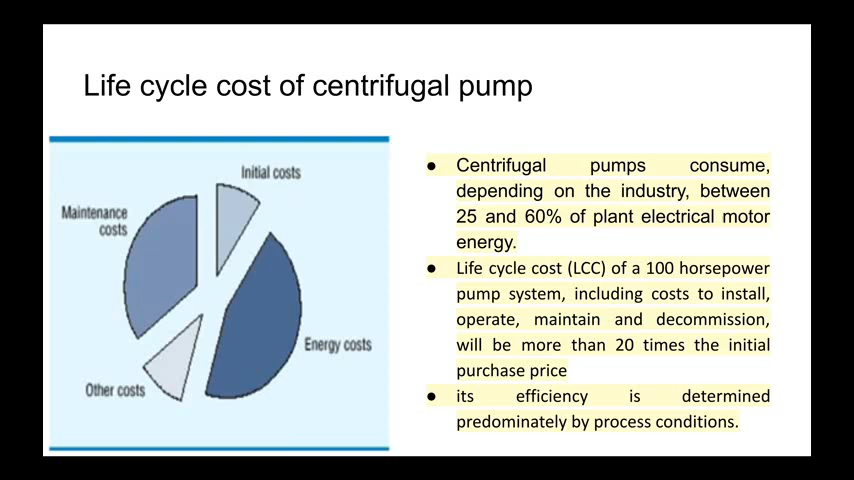 Life cycle cost of centrifugal pump
Initial costs
Maintenance
costs
Energy costs
Other costs
● Centrifugal pumps consume,
depending on the industry, between
25 and 60% of plant electrical motor
energy.
● Life cycle cost (LCC) of a 100 horsepower
pump system, including costs to install,
operate, maintain and decommission,
will be more than 20 times the initial
purchase price
● its efficiency is determined
predominately by process conditions.